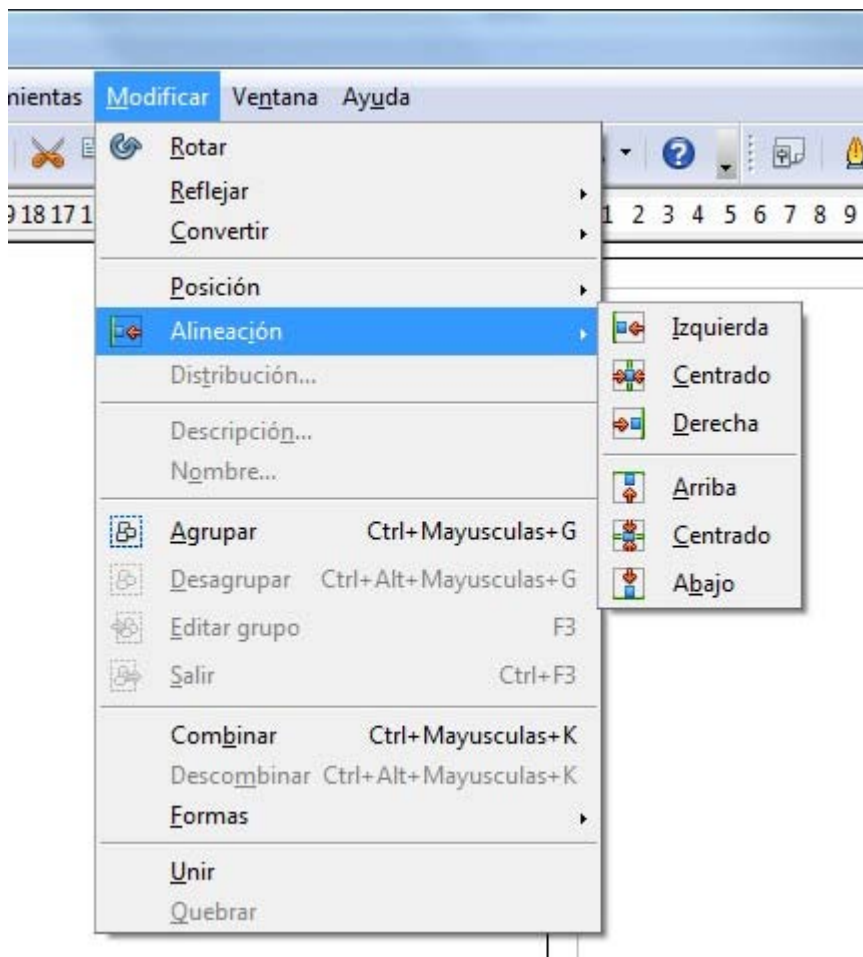 mientas Modificar Ventana Ayuda
Rotar
Reflejar
9 18 17 1
1 2 3 4 5 6 7 8 9
Convertir
Posición
Alineación
Distribución...
Descripción...
Nombre...
Agrupar Ctrl+Mayusculas+G
Desagrupar Ctrl+Alt+Mayusculas+G
Editar grupo F3
Salir Ctrl+F3
Combinar Ctrl+Mayusculas+K
Descombinar Ctrl+Alt+Mayusculas+K
Formas
Unir
Quebrar
Izquierda
Centrado
Derecha
Arriba
Centrado
Abajo